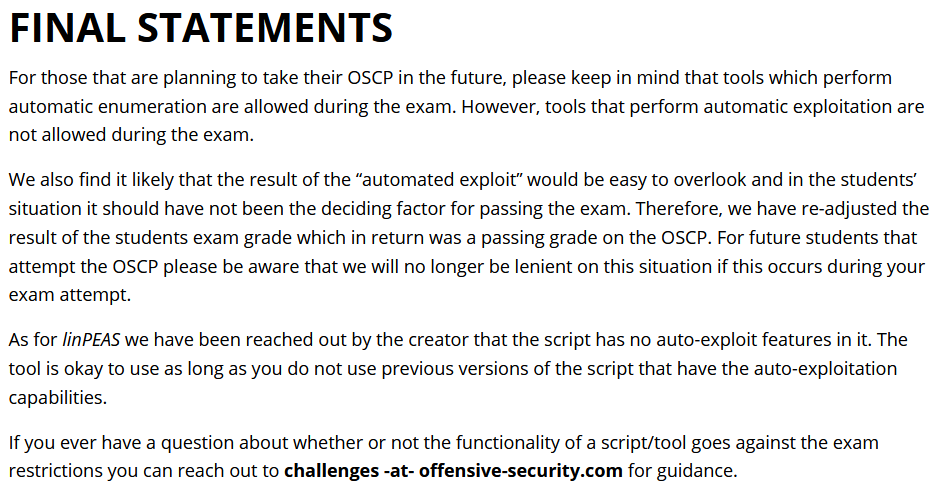 FINAL STATEMENTS
For those that are planning to take their OSCP in the future, please keep in mind that tools which perform
automatic enumeration are allowed during the exam. However, tools that perform automatic exploitation are
not allowed during the exam.
We also find it likely that the result of the “automated exploit” would be easy to overlook and in the students’
situation it should have not been the deciding factor for passing the exam. Therefore, we have re-adjusted the
result of the students exam grade which in return was a passing grade on the OSCP. For future students that
attempt the OSCP please be aware that we will no longer be lenient on this situation if this occurs during your
exam attempt.
As for linPEAS we have been reached out by the creator that the script has no auto-exploit features in it. The
tool is okay to use as long as you do not use previous versions of the script that have the auto-exploitation
capabilities.
If you ever have a question about whether or not the functionality of a script/tool goes against the exam
restrictions you can reach out to challenges -at- offensive-security.com for guidance.